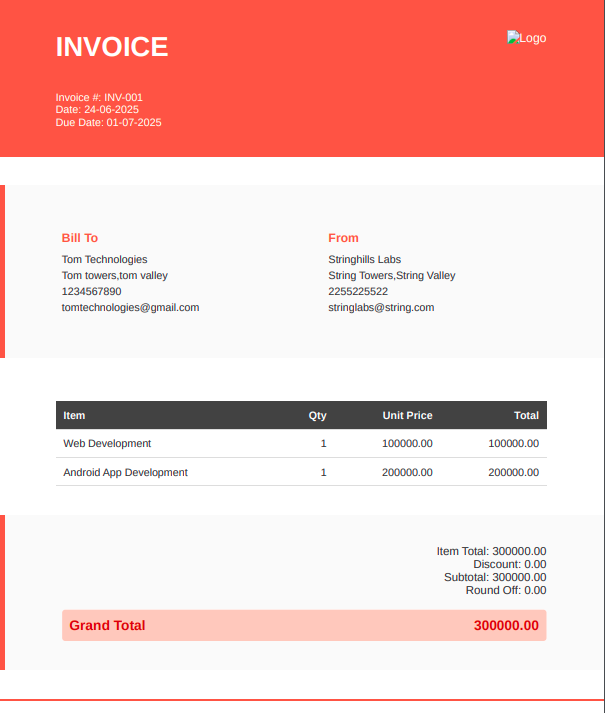 INVOICE
Logo
Invoice #: INV-001
Date: 24-06-2025
Due Date: 01-07-2025
Bill To
Tom Technologies
Tom towers,tom valley
1234567890
tomtechnologies@gmail.com
From
Stringhills Labs
String Towers,String Valley
2255225522
stringlabs@string.com
Item Qty Unit Price Total
Web Development 1 100000.00 100000.00
Android App Development 1 200000.00 200000.00
Item Total: 300000.00
Discount: 0.00
Subtotal: 300000.00
Round Off: 0.00
Grand Total 300000.00